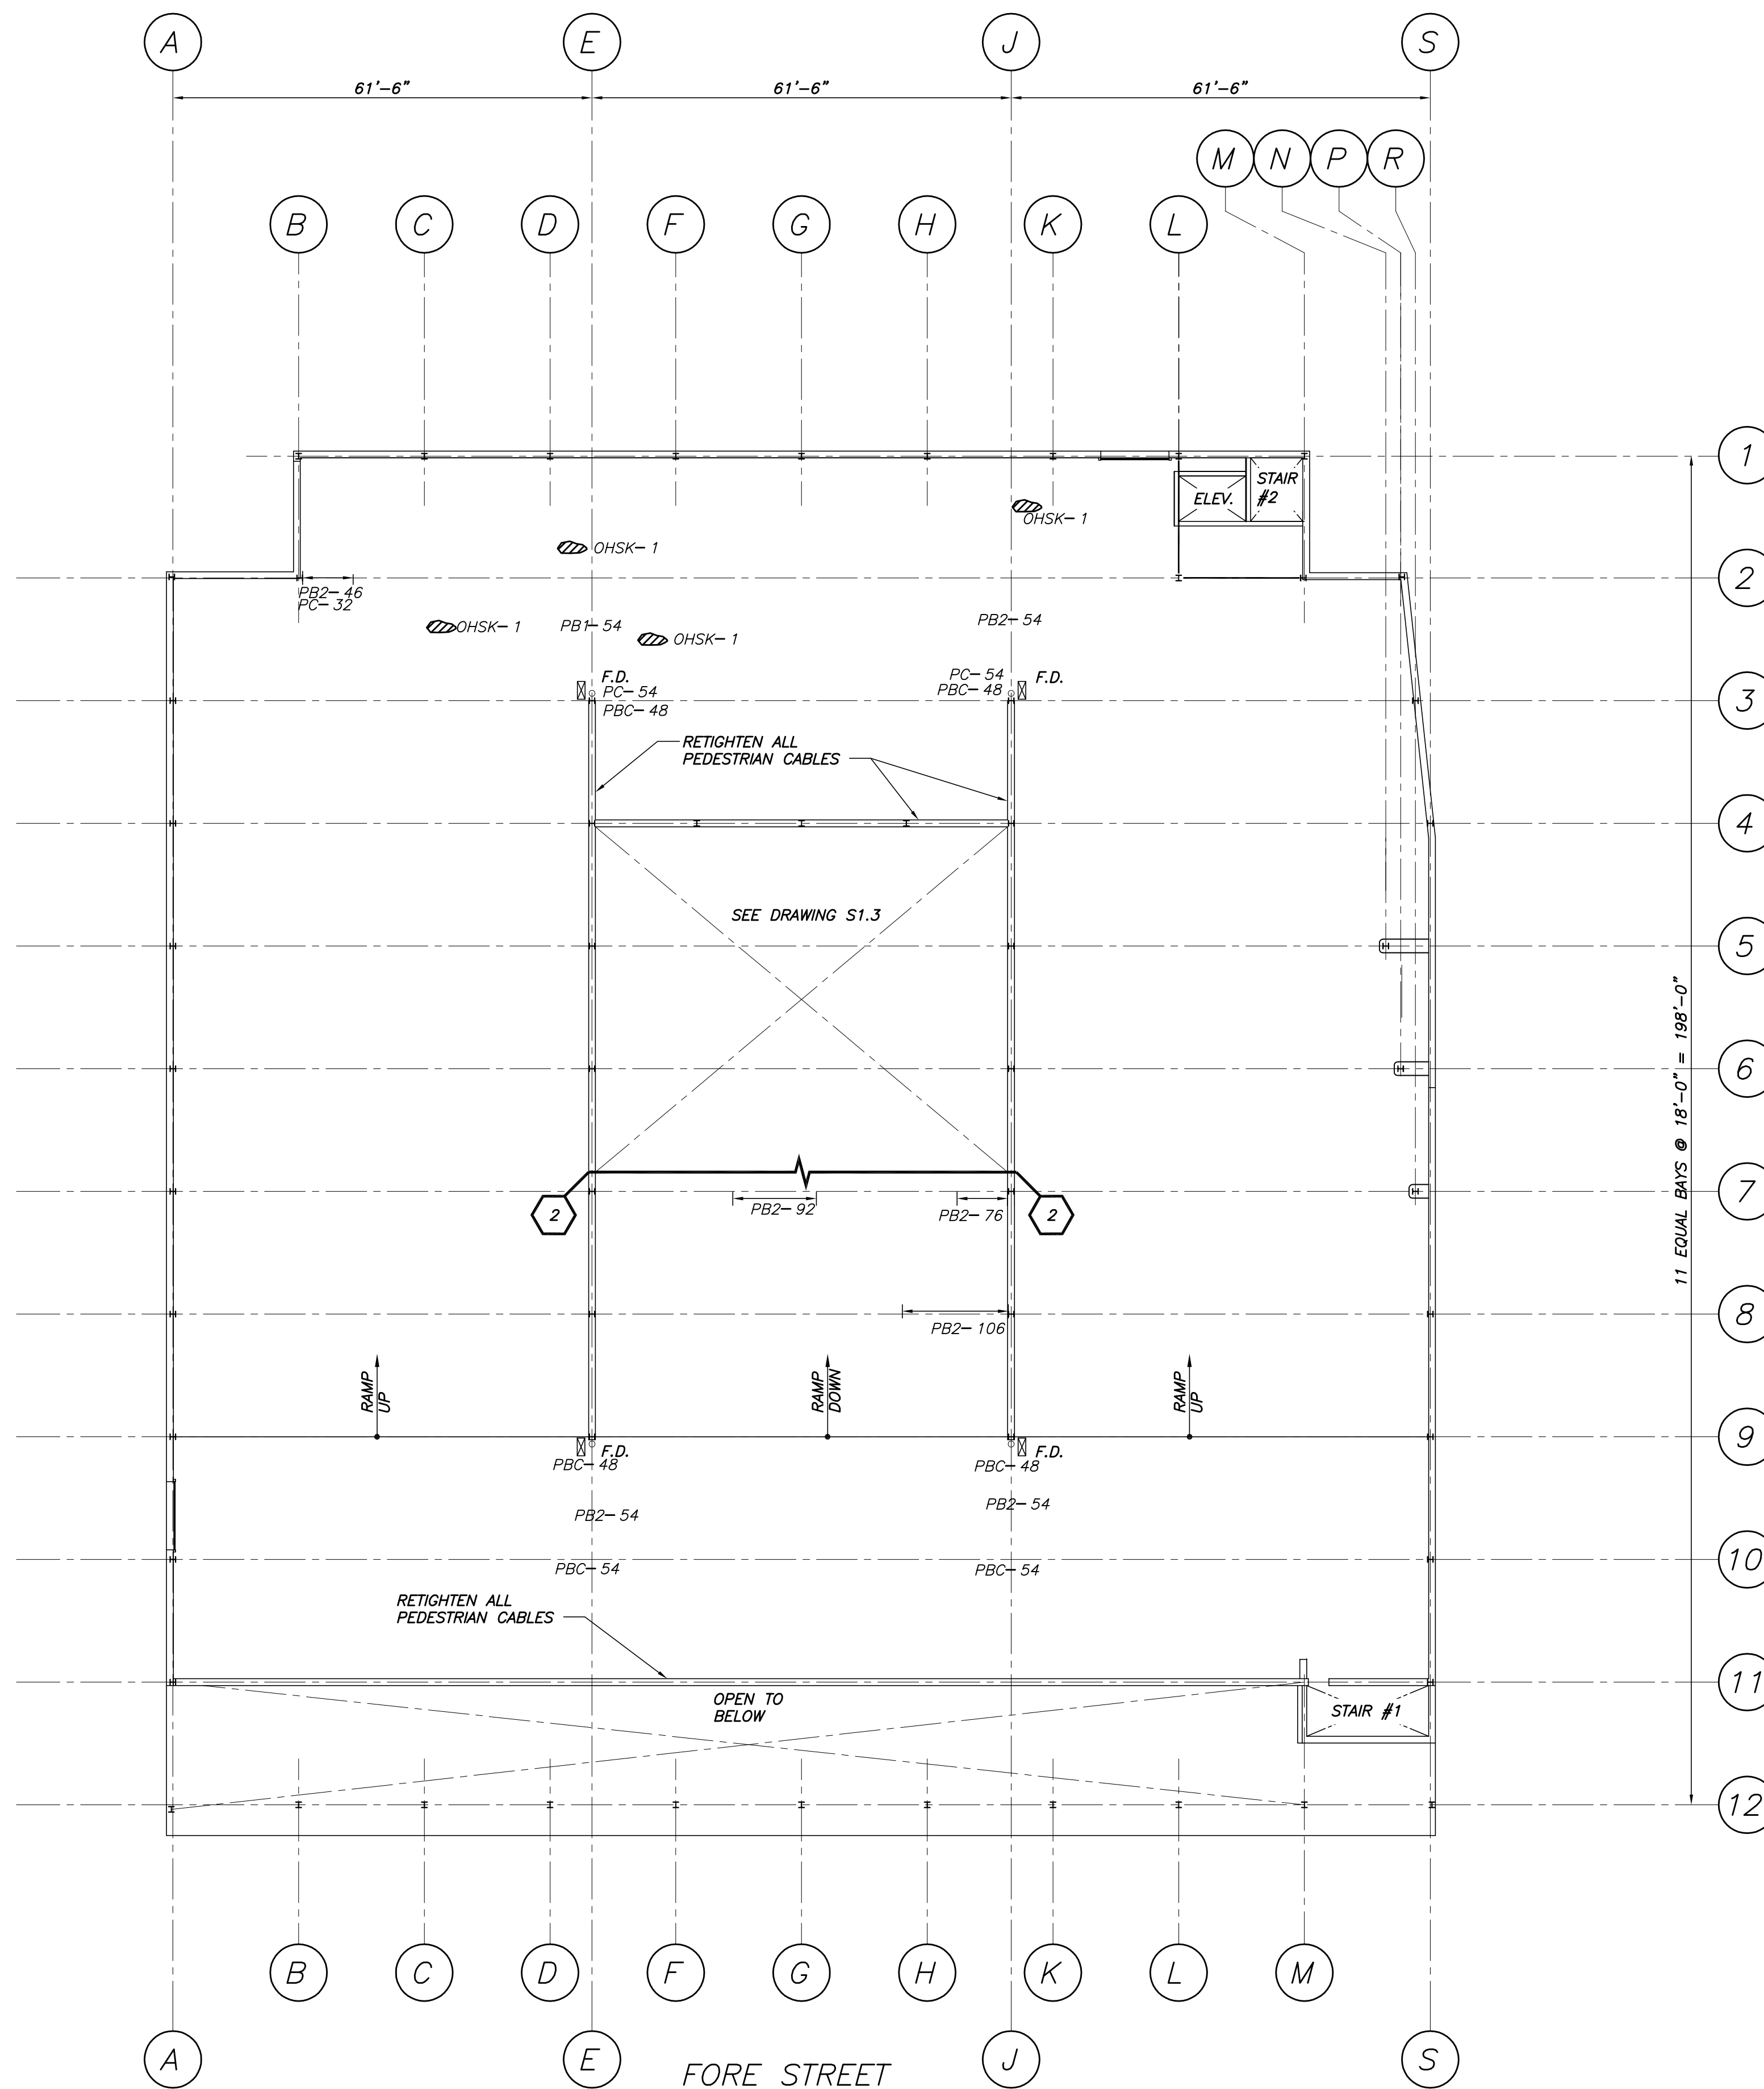 A
E
J
S
61'-6"
61'-6"
61'-6"
M
N
P
R
B
C
D
F
G
H
K
L
1
STAIR
#2
ELEV.
OHSK-1
OHSK-1
2
PB2-46
PC-32
OHSK-1
PB1-54
OHSK-1
PB2-54
F.D.
PC-54
PBC-48
PC-54
PBC-48
F.D.
3
RETIGHTEN ALL
PEDESTRIAN CABLES
4
SEE DRAWING S1.3
5
6
11 EQUAL BAYS @ 18'-0" = 198'-0"
7
2
PB2-92
PB2-76
2
8
PB2-106
RAMP
UP
RAMP
DOWN
RAMP
UP
9
F.D.
PBC-48
F.D.
PBC-48
PB2-54
PB2-54
10
PBC-54
PBC-54
RETIGHTEN ALL
PEDESTRIAN CABLES
11
OPEN TO
BELOW
STAIR #1
12
B
C
D
F
G
H
K
L
M
A
E
J
S
FORE STREET